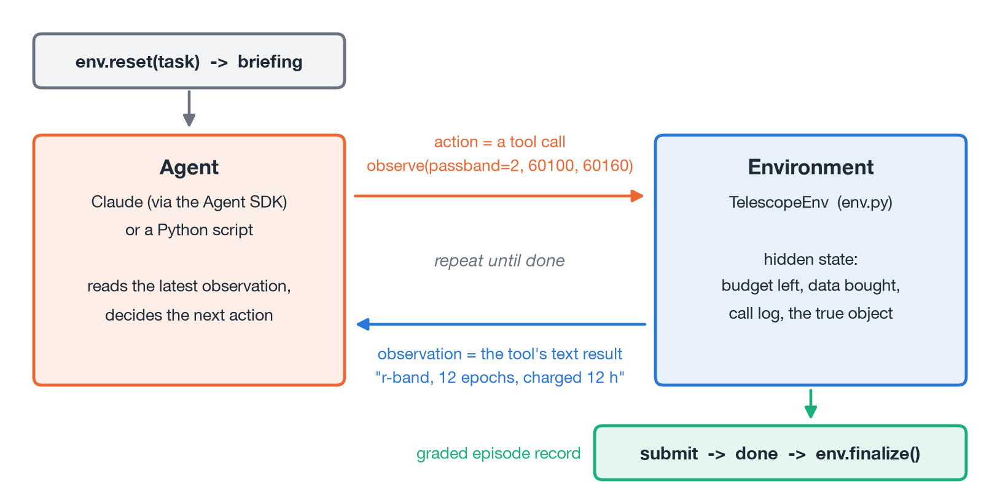 env.reset(task) -> briefing
Agent
Claude (via the Agent SDK)
or a Python script
reads the latest observation,
decides the next action
action = a tool call
observe(passband=2, 60100, 60160)
repeat until done
observation = the tool's text result
"r-band, 12 epochs, charged 12 h"
Environment
TelescopeEnv (env.py)
hidden state:
budget left, data bought,
call log, the true object
graded episode record
submit -> done -> env.finalize()